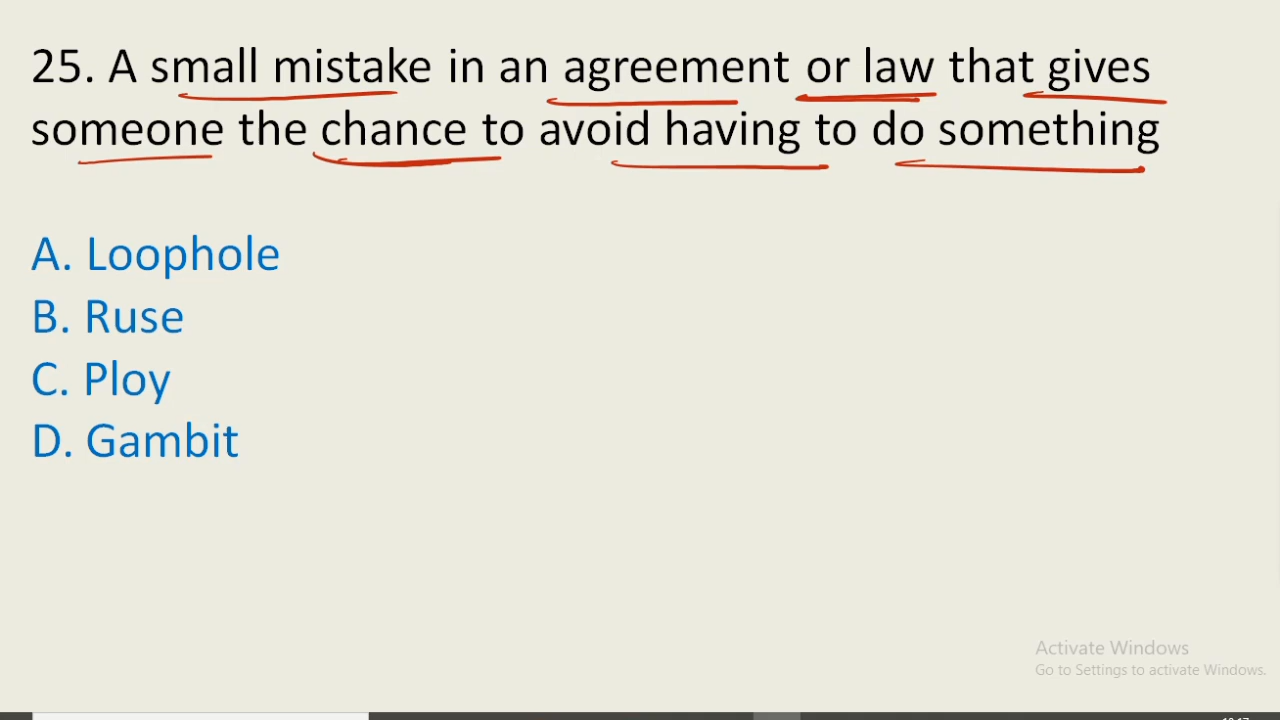 25. A small mistake in an agreement or law that gives
someone the chance to avoid having to do something
A. Loophole
B. Ruse
C. Ploy
D. Gambit
Activate Windows
Go to Settings to activate Windows.